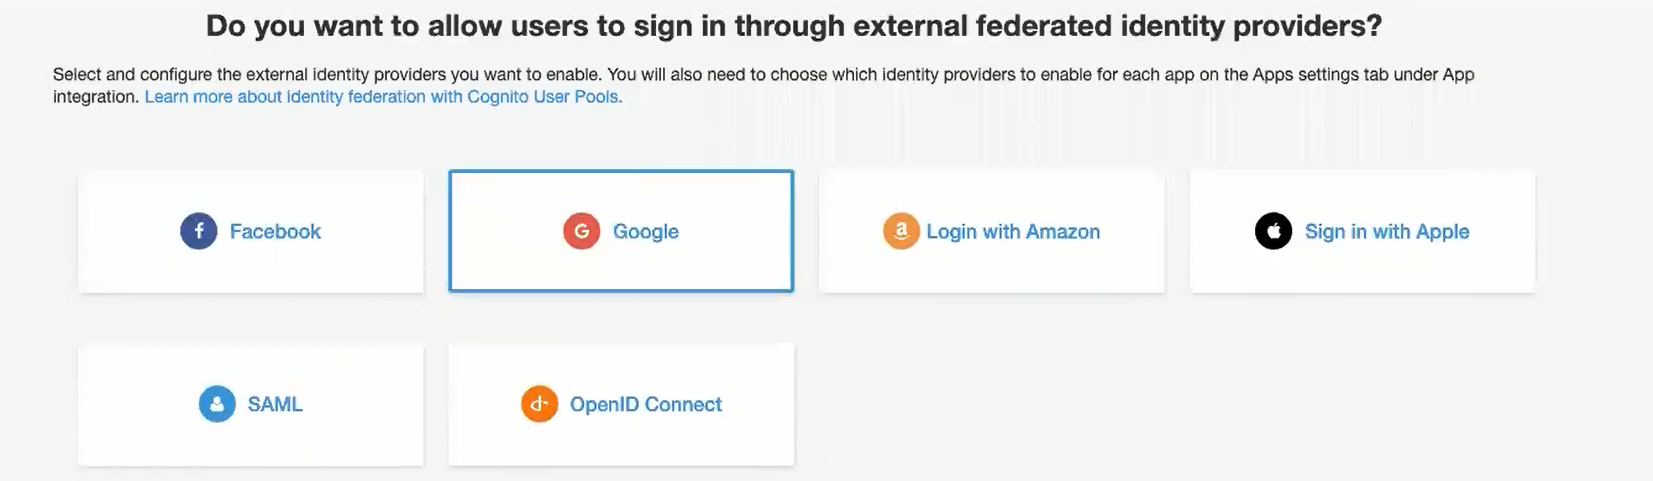 Do you want to allow users to sign in through external federated identity providers?
Select and configure the external identity providers you want to enable. You will also need to choose which identity providers to enable for each app on the Apps settings tab under App
integration. Learn more about identity federation with Cognito User Pools.
Facebook
Google
Login with Amazon
Sign in with Apple
SAML
OpenID Connect